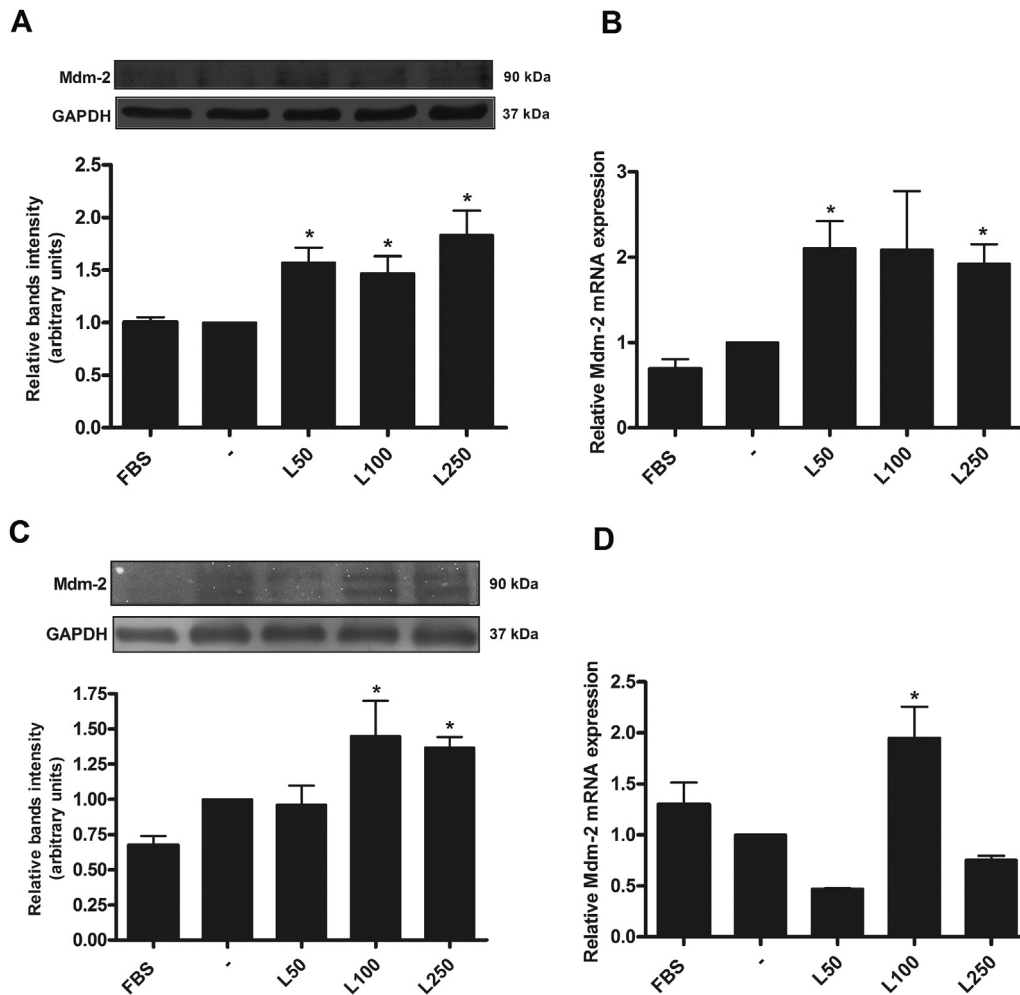 A
Mdm-2
90 kDa
GAPDH
37 kDa
Relative bands intensity
(arbitrary units)
2.5
2.0
1.5
1.0
0.5
0.0
*
*
*
FBS
-
L50
L100
L250
B
Relative Mdm-2 mRNA expression
3
2
1
0
*
*
FBS
-
L50
L100
L250
C
Mdm-2
90 kDa
GAPDH
37 kDa
Relative bands intensity
(arbitrary units)
1.75
1.50
1.25
1.00
0.75
0.50
0.25
0.00
*
*
FBS
-
L50
L100
L250
D
Relative Mdm-2 mRNA expression
2.5
2.0
1.5
1.0
0.5
0.0
*
FBS
-
L50
L100
L250